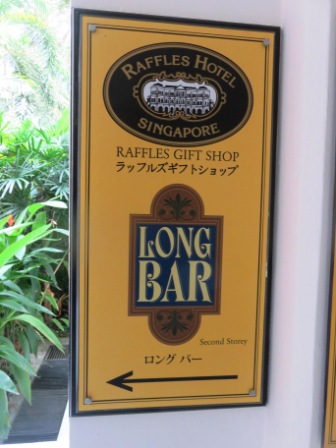 RAFFLES HOTEL
SINGAPORE
RAFFLES GIFT SHOP
ラッフルズギフトショップ
LONG
BAR
Second Storey
ロング バー